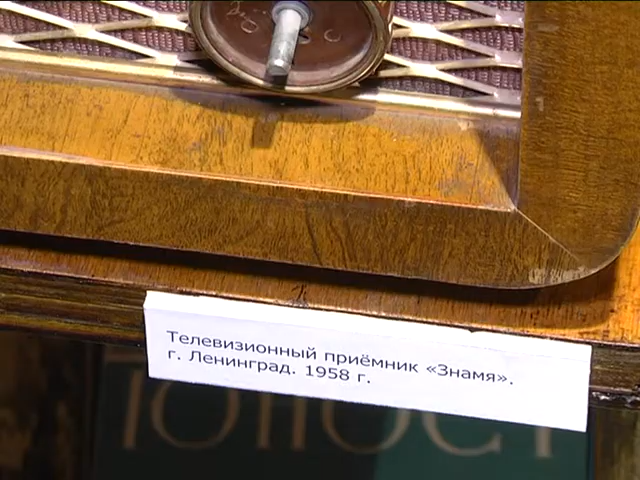 Телевизионный приёмник «Знамя».
г. Ленинград. 1958 г.